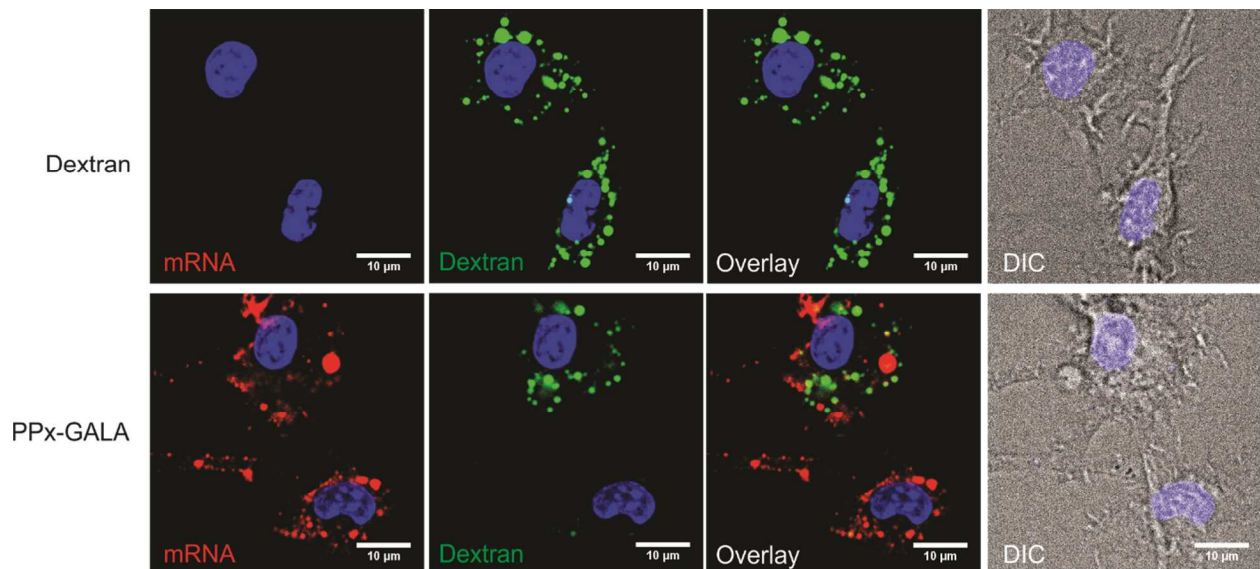 Dextran
mRNA
10 µm
Dextran
10 µm
Overlay
10 µm
DIC
PPx-GALA
mRNA
10 µm
Dextran
10 µm
Overlay
10 µm
DIC
10 µm